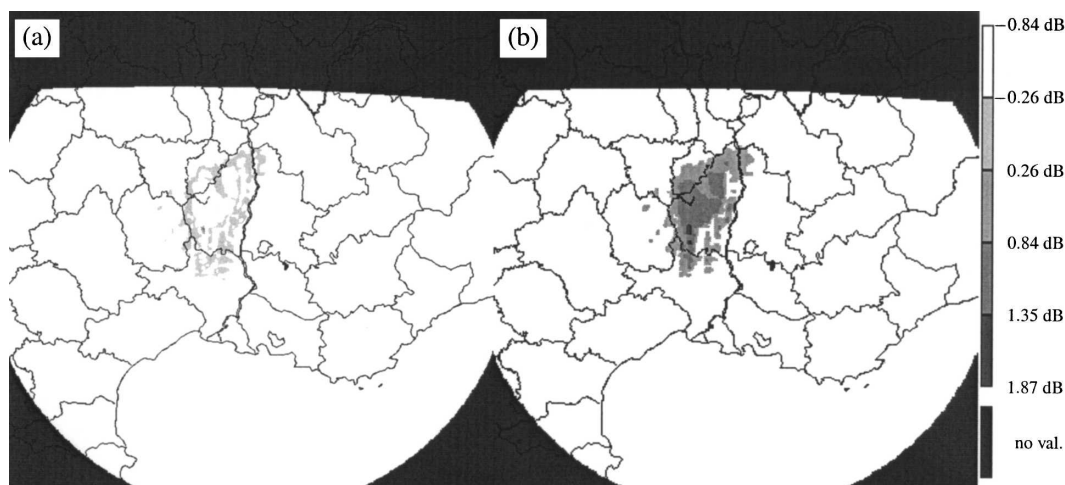 (a)
(b)
−0.84 dB
−0.26 dB
0.26 dB
0.84 dB
1.35 dB
1.87 dB
no val.